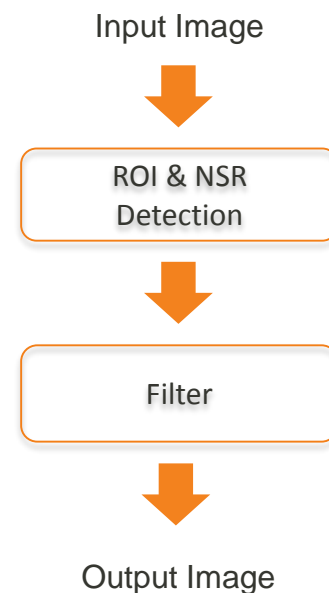 Input Image
ROI & NSR
Detection
Filter
Output Image